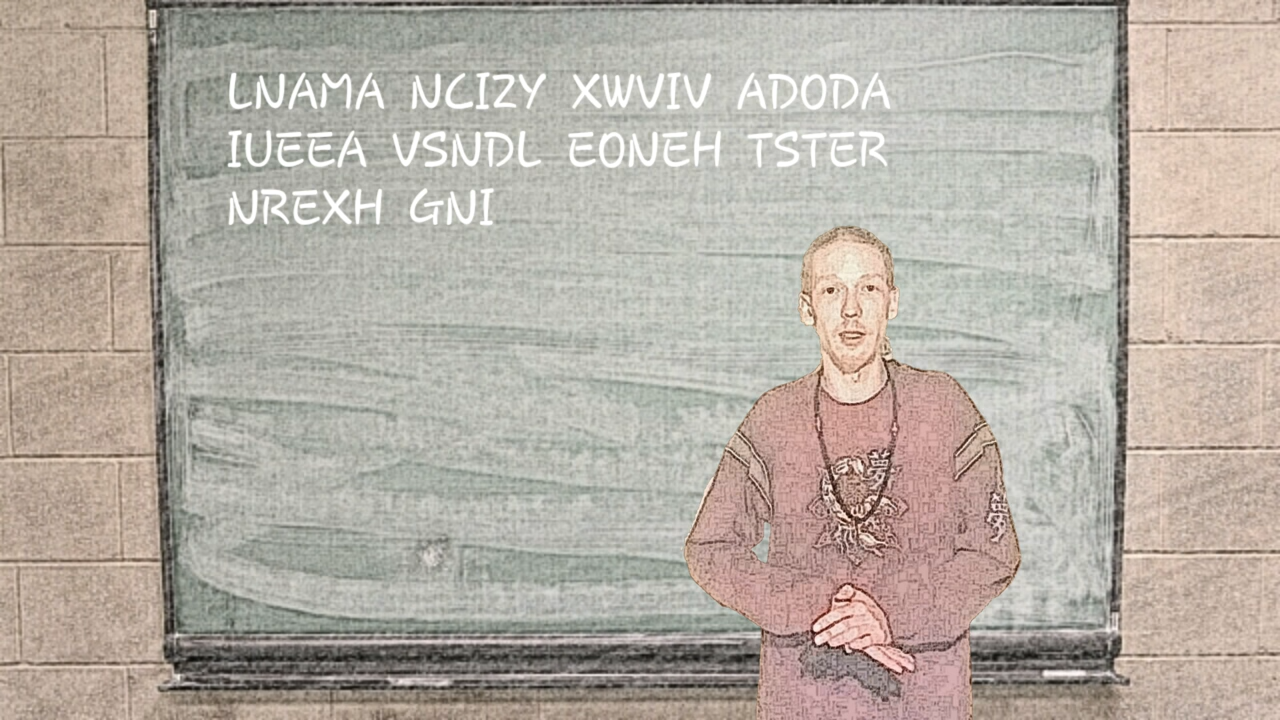 LNAMA NCIZY XWVIV ADODA
IUEEA VSNDL EONEH TSTER
NREXH GNI